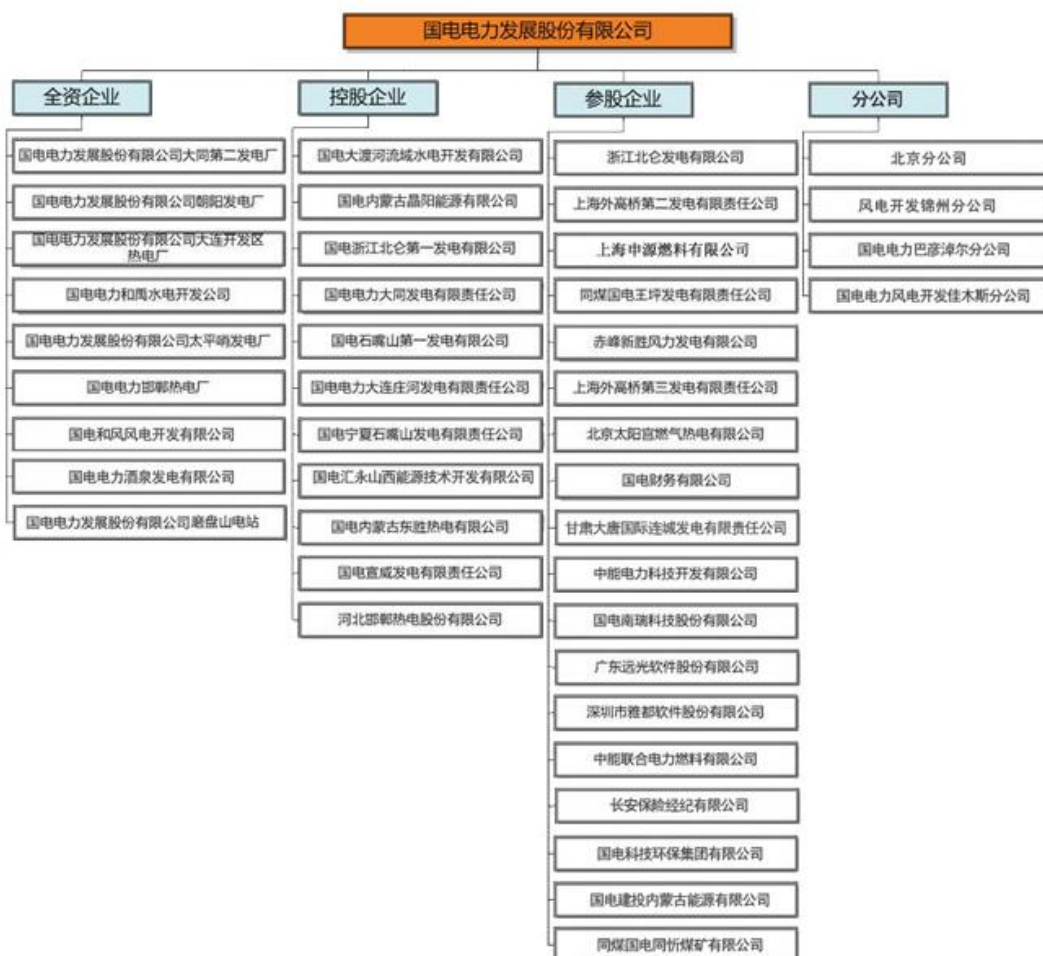 国电电力发展股份有限公司
全资企业
国电电力发展股份有限公司大同第二发电厂
国电电力发展股份有限公司朝阳发电厂
国电电力发展股份有限公司大连开发区
热电厂
国电电力和禹水电开发公司
国电电力发展股份有限公司太平哨发电厂
国电电力邯郸热电厂
国电和风风电开发有限公司
国电电力酒泉发电有限公司
国电电力发展股份有限公司磨盘山电站
控股企业
国电大渡河流域水电开发有限公司
国电内蒙古晶阳能源有限公司
国电浙江北仑第一发电有限公司
国电电力大同发电有限责任公司
国电石嘴山第一发电有限公司
国电电力大连庄河发电有限责任公司
国电宁夏石嘴山发电有限责任公司
国电汇永山西能源技术开发有限公司
国电内蒙古东胜热电有限公司
国电宣威发电有限责任公司
河北邯郸热电股份有限公司
参股企业
浙江北仑发电有限公司
上海外高桥第二发电有限责任公司
上海申源燃料有限公司
同煤国电王坪发电有限责任公司
赤峰新胜风力发电有限公司
上海外高桥第三发电有限责任公司
北京太阳宫燃气热电有限公司
国电财务有限公司
甘肃大唐国际连城发电有限责任公司
中能电力科技开发有限公司
国电南瑞科技股份有限公司
广东远光软件股份有限公司
深圳市雅都软件股份有限公司
中能联合电力燃料有限公司
长安保险经纪有限公司
国电科技环保集团有限公司
国电建投内蒙古能源有限公司
同煤国电同忻煤矿有限公司
分公司
北京分公司
风电开发锦州分公司
国电电力巴彦淖尔分公司
国电电力风电开发佳木斯分公司